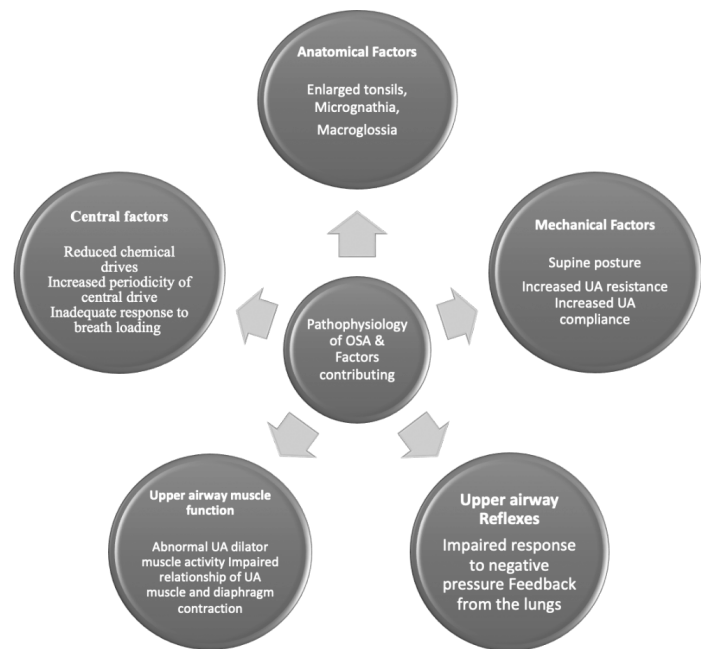 Anatomical Factors
Enlarged tonsils,
Micrognathia,
Macroglossia
Central factors
Reduced chemical
drives
Increased periodicity of
central drive
Inadequate response to
breath loading
Mechanical Factors
Supine posture
Increased UA resistance
Increased UA
compliance
Pathophysiology
of OSA &
Factors
contributing
Upper airway muscle
function
Abnormal UA dilator
muscle activity Impaired
relationship of UA
muscle and diaphragm
contraction
Upper airway
Reflexes
Impaired response
to negative
pressure Feedback
from the lungs